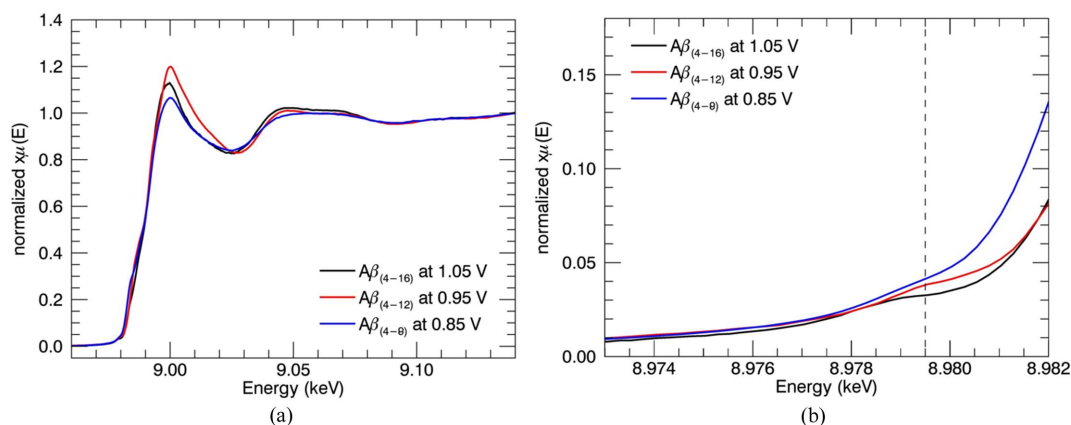 1.4
1.2
1.0
0.8
0.6
0.4
0.2
0.0
normalized xμ(E)
Aβ(4−16) at 1.05 V
Aβ(4−12) at 0.95 V
Aβ(4−9) at 0.85 V
9.00 9.05 9.10
Energy (keV)
(a)
0.15
0.10
0.05
0.00
normalized xμ(E)
Aβ(4−16) at 1.05 V
Aβ(4−12) at 0.95 V
Aβ(4−9) at 0.85 V
8.974 8.976 8.978 8.980 8.982
Energy (keV)
(b)